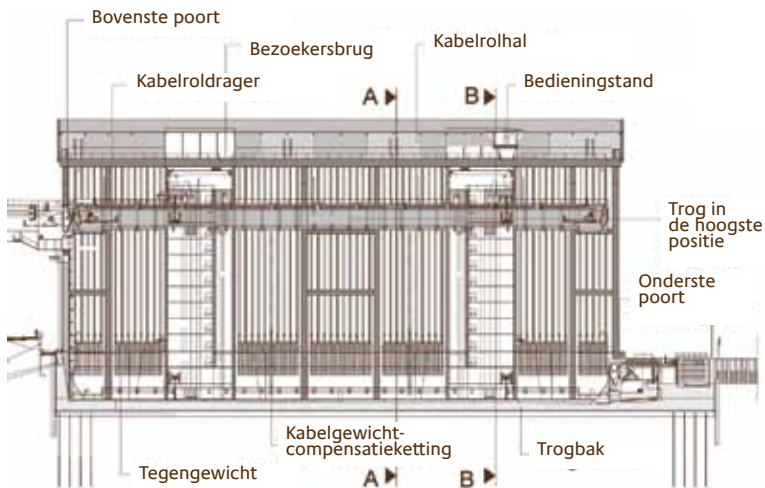 Bovenste poort
Bezoekersbrug
Kabelrolhal
Kabelroldrager
Bedieningstand
A
B
Trog in
de hoogste
positie
Onderste
poort
Kabelgewicht-
compensatieketting
Trogbak
Tegengewicht
A
B